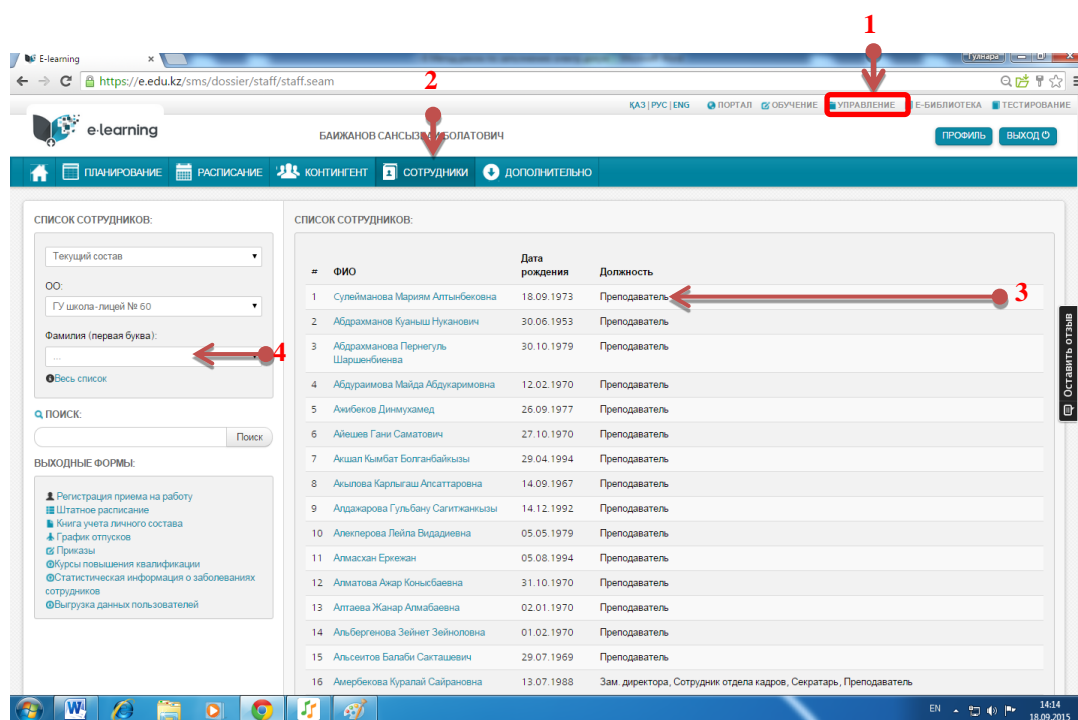 1
E-learning
Гулнара
https://e.edu.kz/sms/dossier/staff/staff.seam
2
ҚАЗ | РУС | ENG ПОРТАЛ ОБУЧЕНИЕ УПРАВЛЕНИЕ Е-БИБЛИОТЕКА ТЕСТИРОВАНИЕ
e-learning
БАИЖАНОВ БОЛАТОВИЧ
ПРОФИЛЬ ВЫХОД
ПЛАНИРОВАНИЕ РАСПИСАНИЕ КОНТИНГЕНТ СОТРУДНИКИ ДОПОЛНИТЕЛЬНО
СПИСОК СОТРУДНИКОВ:
Текущий состав
ОО:
ГУ школа-лицей № 60
Фамилия (первая буква):
...
4
Весь список
ПОИСК:
Поиск
ВЫХОДНЫЕ ФОРМЫ:
Регистрация приема на работу
Штатное расписание
Книга учета личного состава
График отпусков
Приказы
Курсы повышения квалификации
Статистическая информация о заболеваниях
сотрудников
Выгрузка данных пользователей
СПИСОК СОТРУДНИКОВ:
# ФИО Дата рождения Должность
1 Сулейманова Мариям Алтынбековна 18.09.1973 Преподаватель
3
2 Абдрахманов Куаныш Нуканович 30.06.1953 Преподаватель
3 Абдрахманова Пернегуль 30.10.1979 Преподаватель
Шаршенбиенва
4 Абдураимова Майда Абдукаримовна 12.02.1970 Преподаватель
5 Ажибеков Динмухамед 26.09.1977 Преподаватель
6 Айешев Гани Саматович 27.10.1970 Преподаватель
7 Акшал Кымбат Болганбайкызы 29.04.1994 Преподаватель
8 Акылова Карлыгаш Апсаттаровна 14.09.1967 Преподаватель
9 Алдажарова Гульбану Сагитжанкызы 14.12.1992 Преподаватель
10 Алекперова Лейла Видадиевна 05.05.1979 Преподаватель
11 Алмасхан Еркежан 05.08.1994 Преподаватель
12 Алматова Ажар Конысбаевна 31.10.1970 Преподаватель
13 Алтаева Жанар Алмабаевна 02.01.1970 Преподаватель
14 Альбергенова Зейнет Зейноловна 01.02.1970 Преподаватель
15 Альсеитов Балаби Сакташевич 29.07.1969 Преподаватель
16 Амербекова Куралай Сайрановна 13.07.1988 Зам. директора, Сотрудник отдела кадров, Секратарь, Преподаватель
Оставить отзыв
EN
14:14
18.09.2015